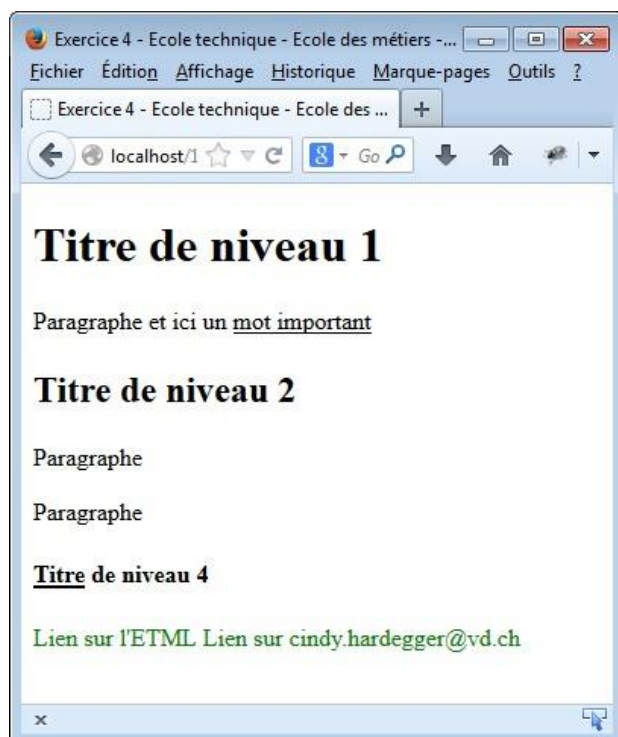 Exercice 4 - Ecole technique - Ecole des métiers -...
Fichier Édition Affichage Historique Marque-pages Outils ?
Exercice 4 - Ecole technique - Ecole des ... +
localhost/1 8 Go
Titre de niveau 1
Paragraphe et ici un mot important
Titre de niveau 2
Paragraphe
Paragraphe
Titre de niveau 4
Lien sur l'ETML Lien sur cindy.hardegger@vd.ch
x